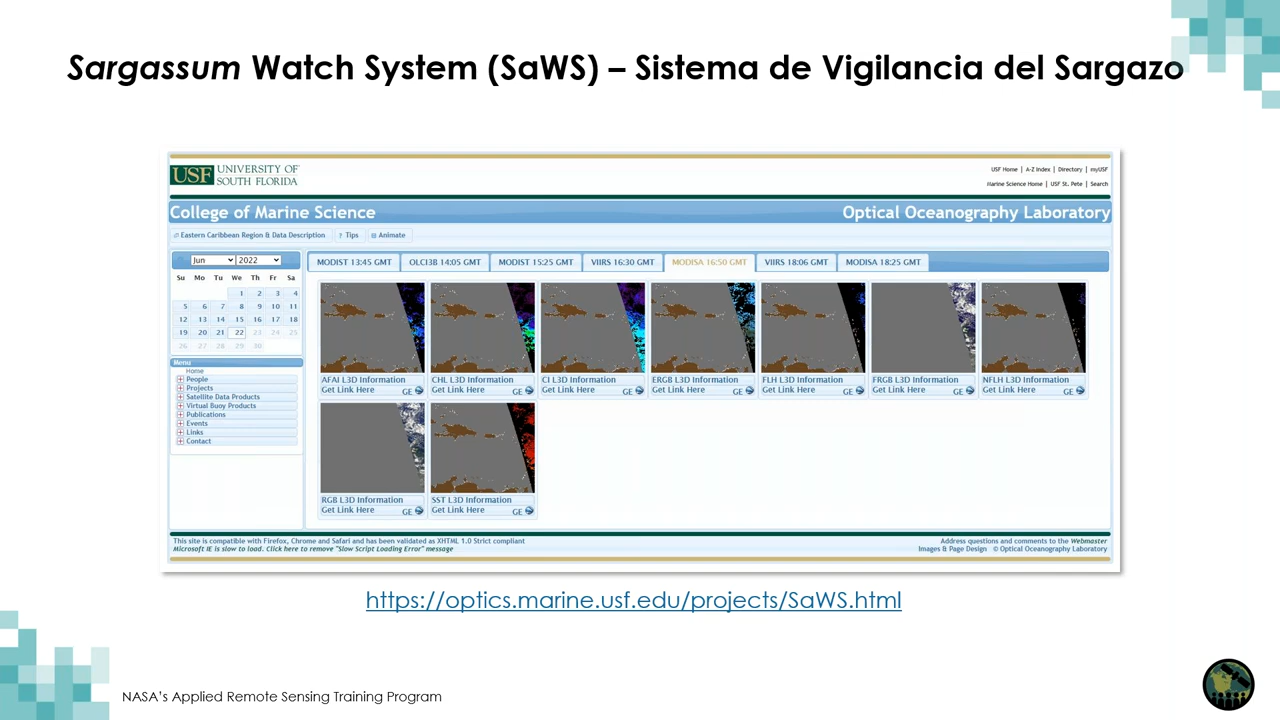 Sargassum Watch System (SaWS) – Sistema de Vigilancia del Sargazo
USF UNIVERSITY OF
SOUTH FLORIDA
USF Home | A-Z Index | Directory | myUSF
Marine Science Home | USF St. Pete | Search
College of Marine Science
Optical Oceanography Laboratory
Eastern Caribbean Region & Data Description
? Tips
Animate
Jun 2022
Su Mo Tu We Th Fr Sa
1 2 3 4
5 6 7 8 9 10 11
12 13 14 15 16 17 18
19 20 21 22 23 24 25
26 27 28 29 30
Menu
Home
People
Projects
Satellite Data Products
Virtual Buoy Products
Publications
Events
Links
Contact
MODIST 13:45 GMT
OLCI3B 14:05 GMT
MODIST 15:25 GMT
VIIRS 16:30 GMT
MODISA 16:50 GMT
VIIRS 18:06 GMT
MODISA 18:25 GMT
AFAI L3D Information
Get Link Here GE
CHL L3D Information
Get Link Here GE
CI L3D Information
Get Link Here GE
ERGB L3D Information
Get Link Here GE
FLH L3D Information
Get Link Here GE
FRGB L3D Information
Get Link Here GE
NFLH L3D Information
Get Link Here GE
RGB L3D Information
Get Link Here GE
SST L3D Information
Get Link Here GE
This site is compatible with Firefox, Chrome and Safari and has been validated as XHTML 1.0 Strict compliant
Microsoft IE is slow to load. Click here to remove "Slow Script Loading Error" message
Address questions and comments to the Webmaster
Images & Page Design © Optical Oceanography Laboratory
https://optics.marine.usf.edu/projects/SaWS.html
NASA's Applied Remote Sensing Training Program